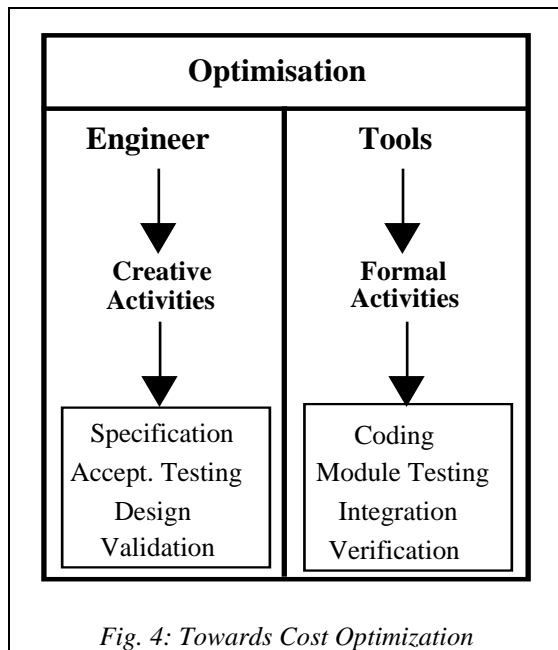 Optimisation
Engineer
Creative
Activities
Specification
Accept. Testing
Design
Validation
Tools
Formal
Activities
Coding
Module Testing
Integration
Verification
Fig. 4: Towards Cost Optimization